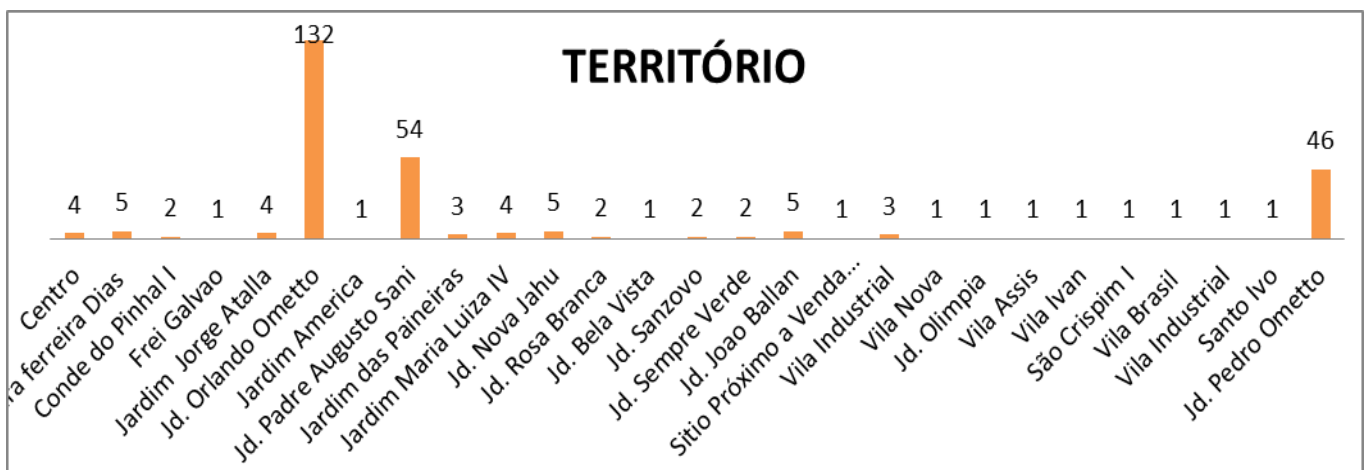 TERRITÓRIO
132
54
46
4
5
2
1
4
1
3
4
5
2
1
2
2
5
1
3
1
1
1
1
1
1
1
1
Centro
ferreira Dias
Conde do Pinhal I
Frei Galvao
Jardim Jorge Atalla
Jd. Orlando Ometto
Jardim America
Jd. Padre Augusto Sani
Jardim das Paineiras
Jardim Maria Luiza IV
Jd. Nova Jahu
Jd. Rosa Branca
Jd. Bela Vista
Jd. Sanzovo
Jd. Sempre Verde
Jd. Joao Ballan
Sitio Próximo a Venda...
Vila Industrial
Vila Nova
Jd. Olimpia
Vila Assis
Vila Ivan
São Crispim I
Vila Brasil
Vila Industrial
Santo Ivo
Jd. Pedro Ometto